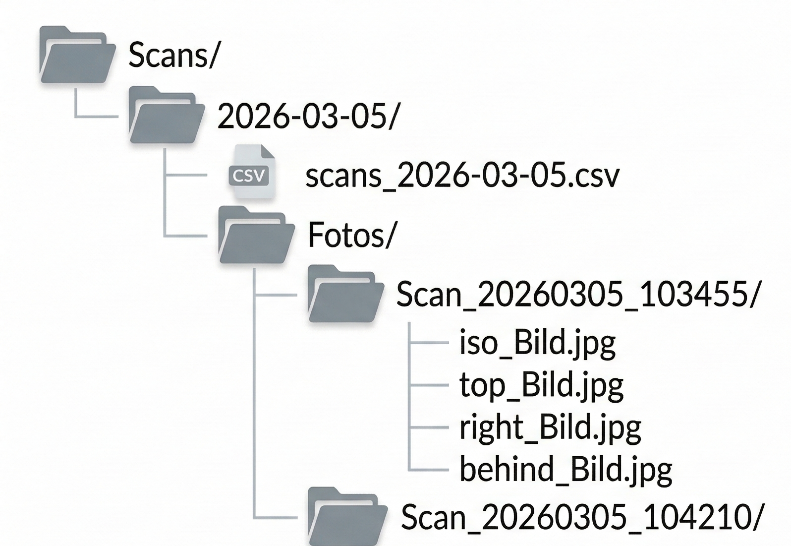 Scans/
2026-03-05/
CSV scans_2026-03-05.csv
Fotos/
Scan_20260305_103455/
iso_Bild.jpg
top_Bild.jpg
right_Bild.jpg
behind_Bild.jpg
Scan_20260305_104210/